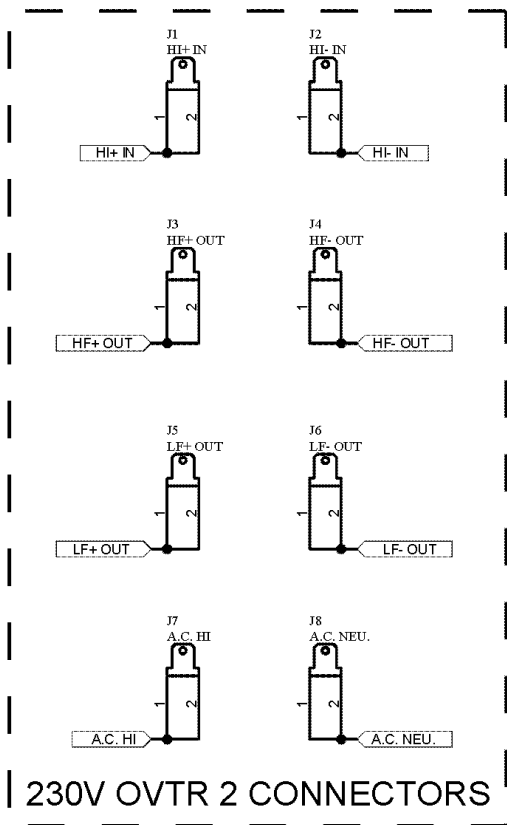 J1
HI+ IN
J2
HI- IN
1
2
1
2
HI+ IN
HI- IN
J3
HF+ OUT
J4
HF- OUT
1
2
1
2
HF+ OUT
HF- OUT
J5
LF+ OUT
J6
LF- OUT
1
2
1
2
LF+ OUT
LF- OUT
J7
A.C. HI
J8
A.C. NEU.
1
2
1
2
A.C. HI
A.C. NEU.
230V OVTR 2 CONNECTORS